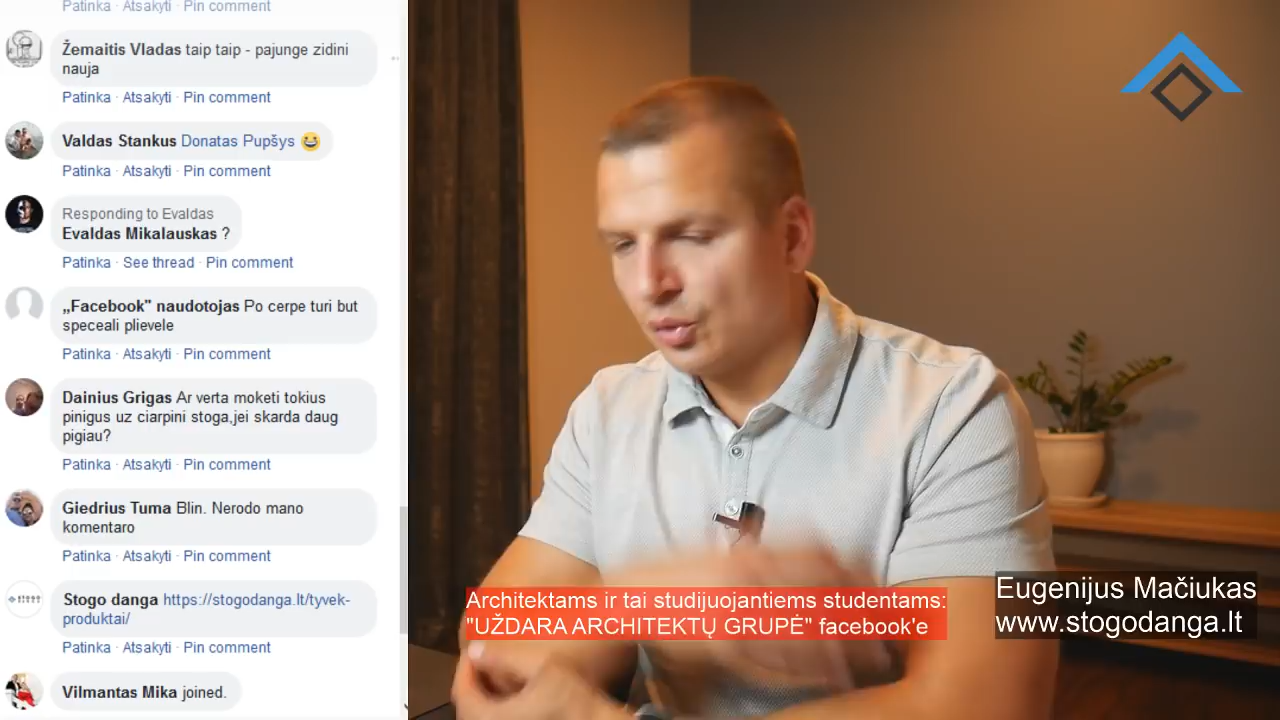 Patinka · Atsakyti · Pin comment
Žemaitis Vladas taip taip - pajunge zidini
nauja
Patinka · Atsakyti · Pin comment
Valdas Stankus Donatas Pupšys
Patinka · Atsakyti · Pin comment
Responding to Evaldas
Evaldas Mikalauskas ?
Patinka · See thread · Pin comment
„Facebook" naudotojas Po cerpe turi but
speceali plievele
Patinka · Atsakyti · Pin comment
Dainius Grigas Ar verta moketi tokius
pinigus uz ciarpini stoga,jei skarda daug
pigiau?
Patinka · Atsakyti · Pin comment
Giedrius Tuma Blin. Nerodo mano
komentaro
Patinka · Atsakyti · Pin comment
Stogo danga https://stogodanga.lt/tyvek-
produktai/
Patinka · Atsakyti · Pin comment
Vilmantas Mika joined.
Architektams ir tai studijuojantiems studentams:
"UŽDARA ARCHITEKTŲ GRUPĖ" facebook'e
Eugenijus Mačiukas
www.stogodanga.lt